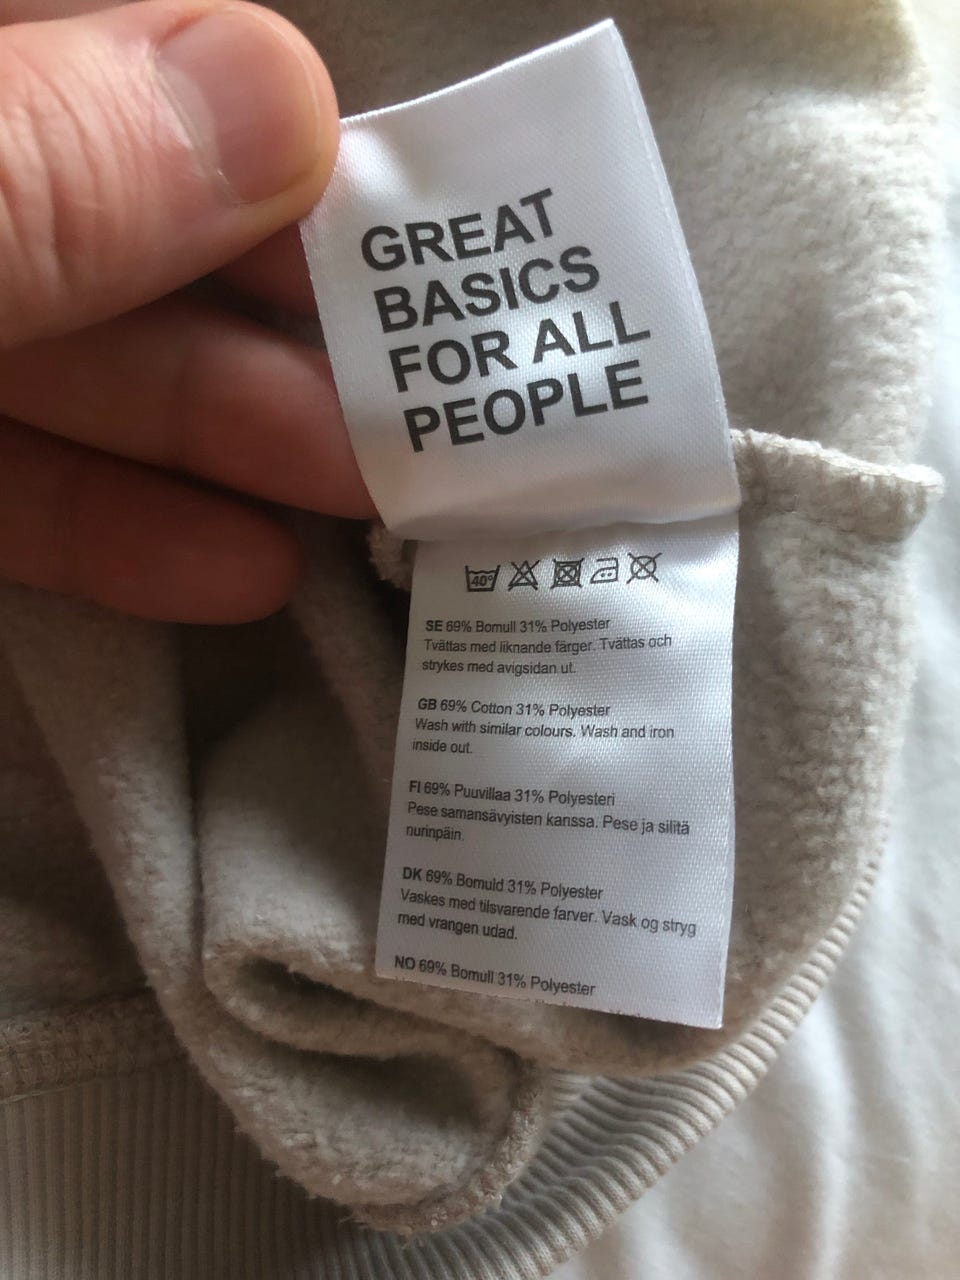 GREAT
BASICS
FOR ALL
PEOPLE
40°
SE 69% Bomull 31% Polyester
Tvättas med liknande färger. Tvättas och
strykes med avigsidan ut.
GB 69% Cotton 31% Polyester
Wash with similar colours. Wash and iron
inside out.
FI 69% Puuvillaa 31% Polyesteri
Pese samansävyisten kanssa. Pese ja silitä
nurinpäin.
DK 69% Bomuld 31% Polyester
Vaskes med tilsvarende farver. Vask og stryg
med vrangen udad.
NO 69% Bomull 31% Polyester